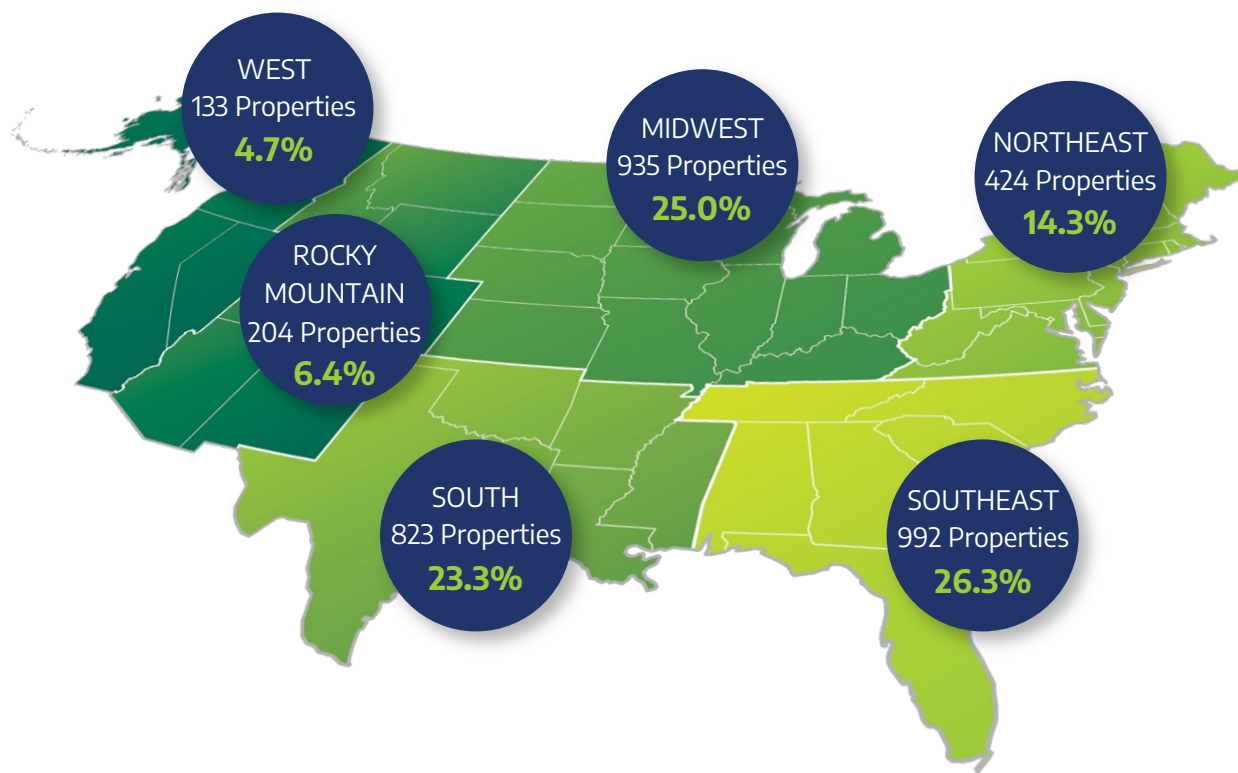 WEST
133 Properties
4.7%
MIDWEST
935 Properties
25.0%
NORTHEAST
424 Properties
14.3%
ROCKY
MOUNTAIN
204 Properties
6.4%
SOUTH
823 Properties
23.3%
SOUTHEAST
992 Properties
26.3%